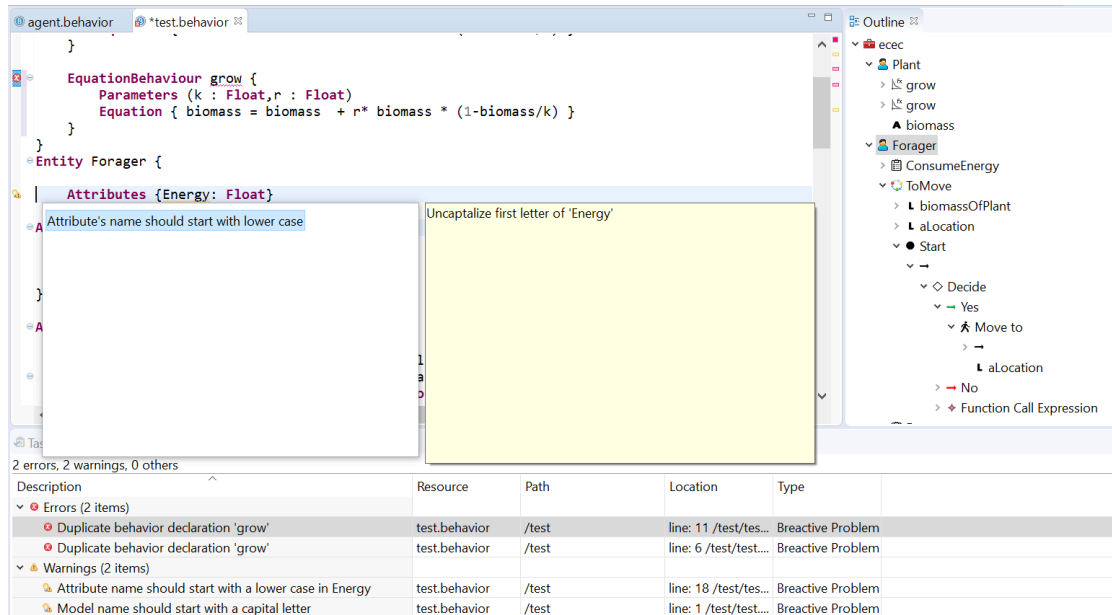 agent.behavior
*test.behavior
}
EquationBehaviour grow {
Parameters (k : Float,r : Float)
Equation { biomass = biomass  + r* biomass * (1-biomass/k) }
}
}
Entity Forager {
Attributes {Energy: Float}
Attribute's name should start with lower case
Uncaptalize first letter of 'Energy'
A
}
A
Outline
ecec
Plant
grow
grow
A biomass
Forager
ConsumeEnergy
ToMove
L biomassOfPlant
L aLocation
Start
Decide
Yes
Move to
L aLocation
No
Function Call Expression
Tas
2 errors, 2 warnings, 0 others
Description Resource Path Location Type
Errors (2 items)
Duplicate behavior declaration 'grow' test.behavior /test line: 11 /test/tes... Breactive Problem
Duplicate behavior declaration 'grow' test.behavior /test line: 6 /test/test.... Breactive Problem
Warnings (2 items)
Attribute name should start with a lower case in Energy test.behavior /test line: 18 /test/tes... Breactive Problem
Model name should start with a capital letter test.behavior /test line: 1 /test/test.... Breactive Problem